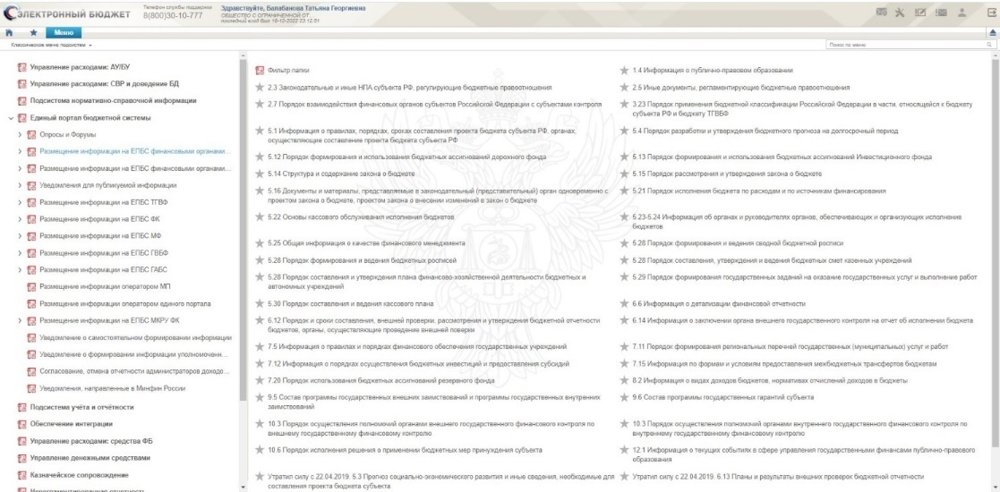 ЭЛЕКТРОННЫЙ БЮДЖЕТ
Телефон службы поддержки
8(800)30-10-777
Здравствуйте, Балабанова Татьяна Георгиевна
ОБЩЕСТВО С ОГРАНИЧЕННОЙ ОТ...
последний вход был 16-12-2022 23:12:51
Меню
Классическое меню подсистем
Поиск по меню
Управление расходами: АУ/БУ
Управление расходами: СВР и доведение БД
Подсистема нормативно-справочной информации
Единый портал бюджетной системы
Опросы и Форумы
Размещение информации на ЕПБС финансовыми органами...
Размещение информации на ЕПБС финансовыми органами...
Уведомления для публикуемой информации
Размещение информации на ЕПБС ТГВФ
Размещение информации на ЕПБС ФК
Размещение информации на ЕПБС МФ
Размещение информации на ЕПБС ГВБФ
Размещение информации на ЕПБС ГАБС
Размещение информации оператором МП
Размещение информации оператором единого портала
Размещение информации на ЕПБС МКРУ ФК
Уведомление о самостоятельном формировании информации
Уведомление о формировании информации уполномоченн...
Согласование, отмена отчетности администраторов доходо...
Уведомления, направленные в Минфин России
Подсистема учёта и отчётности
Обеспечение интеграции
Управление расходами: средства ФБ
Управление денежными средствами
Казначейское сопровождение
Нерегламентированная отчетность
Фильтр папки
1.4 Информация о публично-правовом образовании
2.3 Законодательные и иные НПА субъекта РФ, регулирующие бюджетные правоотношения
2.5 Иные документы, регламентирующие бюджетные правоотношения
2.7 Порядок взаимодействия финансовых органов субъектов Российской Федерации с субъектами контроля
3.23 Порядок применения бюджетной классификации Российской Федерации в части, относящейся к бюджету
субъекта РФ и бюджету ТГВБФ
5.1 Информация о правилах, порядках, сроках составления проекта бюджета субъекта РФ, органах,
осуществляющие составление проекта бюджета субъекта РФ
5.4 Порядок разработки и утверждения бюджетного прогноза на долгосрочный период
5.12 Порядок формирования и использования бюджетных ассигнований дорожного фонда
5.13 Порядок формирования и использования бюджетных ассигнований Инвестиционного фонда
5.14 Структура и содержание закона о бюджете
5.15 Порядок рассмотрения и утверждения закона о бюджете
5.16 Документы и материалы, представляемые в законодательный (представительный) орган одновременно с
проектом закона о бюджете, проектом закона о внесении изменений в закон о бюджете
5.21 Порядок исполнения бюджета по расходам и по источникам финансирования
5.22 Основы кассового обслуживания исполнения бюджетов
5.23-5.24 Информация об органах и руководителях органов, обеспечивающих и организующих исполнение
бюджетов
5.25 Общая информация о качестве финансового менеджмента
5.28 Порядок формирования и ведения сводной бюджетной росписи
5.28 Порядок формирования и ведения бюджетных росписей
5.28 Порядок составления, утверждения и ведения бюджетных смет казенных учреждений
5.28 Порядок составления и утверждения плана финансово-хозяйственной деятельности бюджетных и
автономных учреждений
5.29 Порядок формирования государственных заданий на оказание государственных услуг и выполнение работ
5.30 Порядок составления и ведения кассового плана
6.6 Информация о детализации финансовой отчетности
6.12 Порядок и сроки составления, внешней проверки, рассмотрения и утверждения бюджетной отчетности
бюджетов, органы, осуществляющие проведение внешней поверки
6.14 Информация о заключении органа внешнего государственного контроля на отчет об исполнении бюджета
7.5 Информация о правилах и порядках финансового обеспечения государственных учреждений
7.11 Порядок формирования региональных перечней государственных (муниципальных) услуг и работ
7.12 Информация о порядках осуществления бюджетных инвестиций и предоставления субсидий
7.15 Информация по формам и условиям предоставления межбюджетных трансфертов бюджетам
7.20 Порядок использования бюджетных ассигнований резервного фонда
8.2 Информация о видах доходов бюджетов, нормативах отчислений доходов в бюджеты
9.5 Состав программы государственных внешних заимствований и программы государственных внутренних
заимствований
9.6 Состав программы государственных гарантий субъекта
10.3 Порядок осуществления полномочий органами внешнего государственного финансового контроля по
внешнему государственному финансовому контролю
10.3 Порядок осуществления полномочий органами внутреннего государственного финансового контроля по
внутреннему государственному финансовому контролю
10.6 Порядок исполнения решения о применении бюджетных мер принуждения субъекта
12.1 Информация о текущих событиях в сфере управления государственными финансами публично-правового
образования
Утратил силу с 22.04.2019. 5.3 Прогноз социально-экономического развития и иные сведения, необходимые для
составления проекта бюджета субъекта
Утратил силу с 22.04.2019. 6.13 Планы и результаты внешних проверок бюджетной отчетности